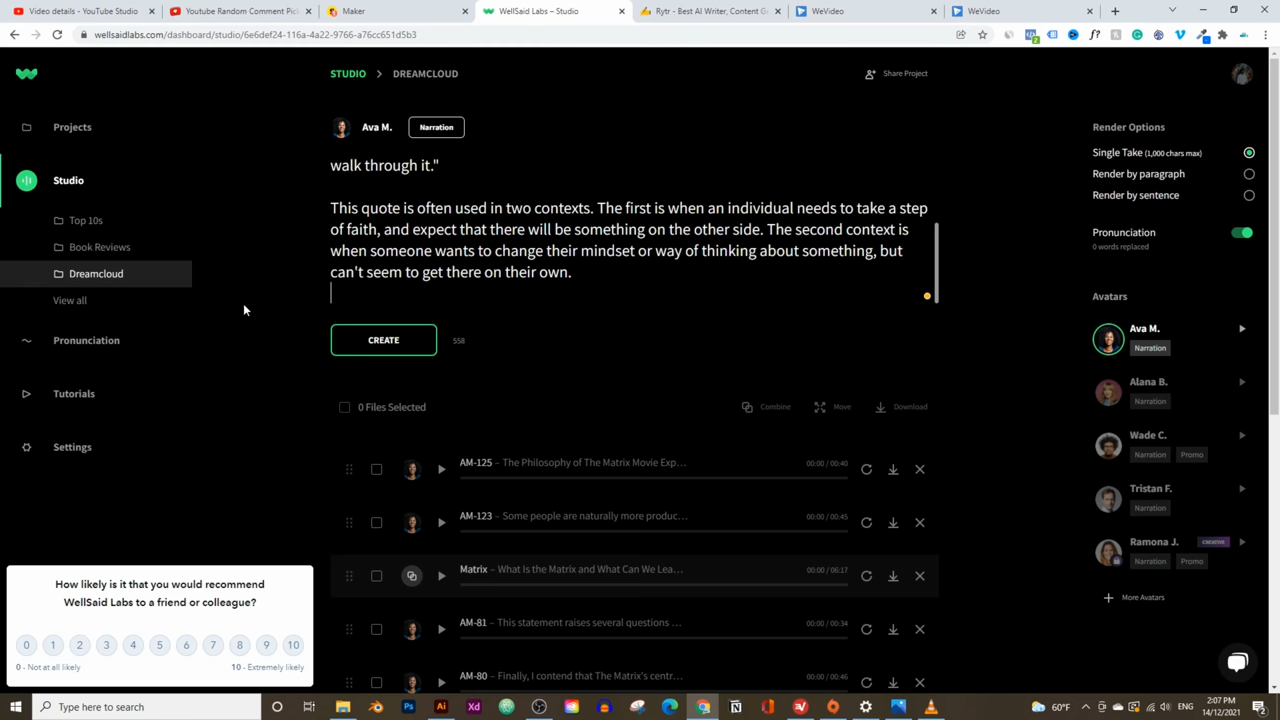 Video details - YouTube Studio
Youtube Random Comment Pick
Maker
WellSaid Labs – Studio
Rytr - Best AI Writer, Content G
WeVideo
WeVideo
wellsaidlabs.com/dashboard/studio/6e6def24-116a-4a22-9766-a76cc651d5b3
STUDIO > DREAMCLOUD
Share Project
Projects
Studio
Top 10s
Book Reviews
Dreamcloud
View all
Pronunciation
Tutorials
Settings
Ava M. Narration
walk through it."
This quote is often used in two contexts. The first is when an individual needs to take a step
of faith, and expect that there will be something on the other side. The second context is
when someone wants to change their mindset or way of thinking about something, but
can't seem to get there on their own.
CREATE 558
0 Files Selected Combine Move Download
AM-125 – The Philosophy of The Matrix Movie Exp… 00:00 / 00:40
AM-123 – Some people are naturally more produc… 00:00 / 00:45
Matrix – What Is the Matrix and What Can We Lea… 00:00 / 06:17
AM-81 – This statement raises several questions … 00:00 / 00:34
AM-80 – Finally, I contend that The Matrix's centr… 00:00 / 00:46
Render Options
Single Take (1,000 chars max)
Render by paragraph
Render by sentence
Pronunciation
0 words replaced
Avatars
Ava M.
Narration
Alana B.
Narration
Wade C.
Narration Promo
Tristan F.
Narration
Ramona J. CREATIVE
Narration Promo
More Avatars
How likely is it that you would recommend
WellSaid Labs to a friend or colleague?
0 1 2 3 4 5 6 7 8 9 10
0 - Not at all likely 10 - Extremely likely
Type here to search
60°F
2:07 PM
14/12/2021